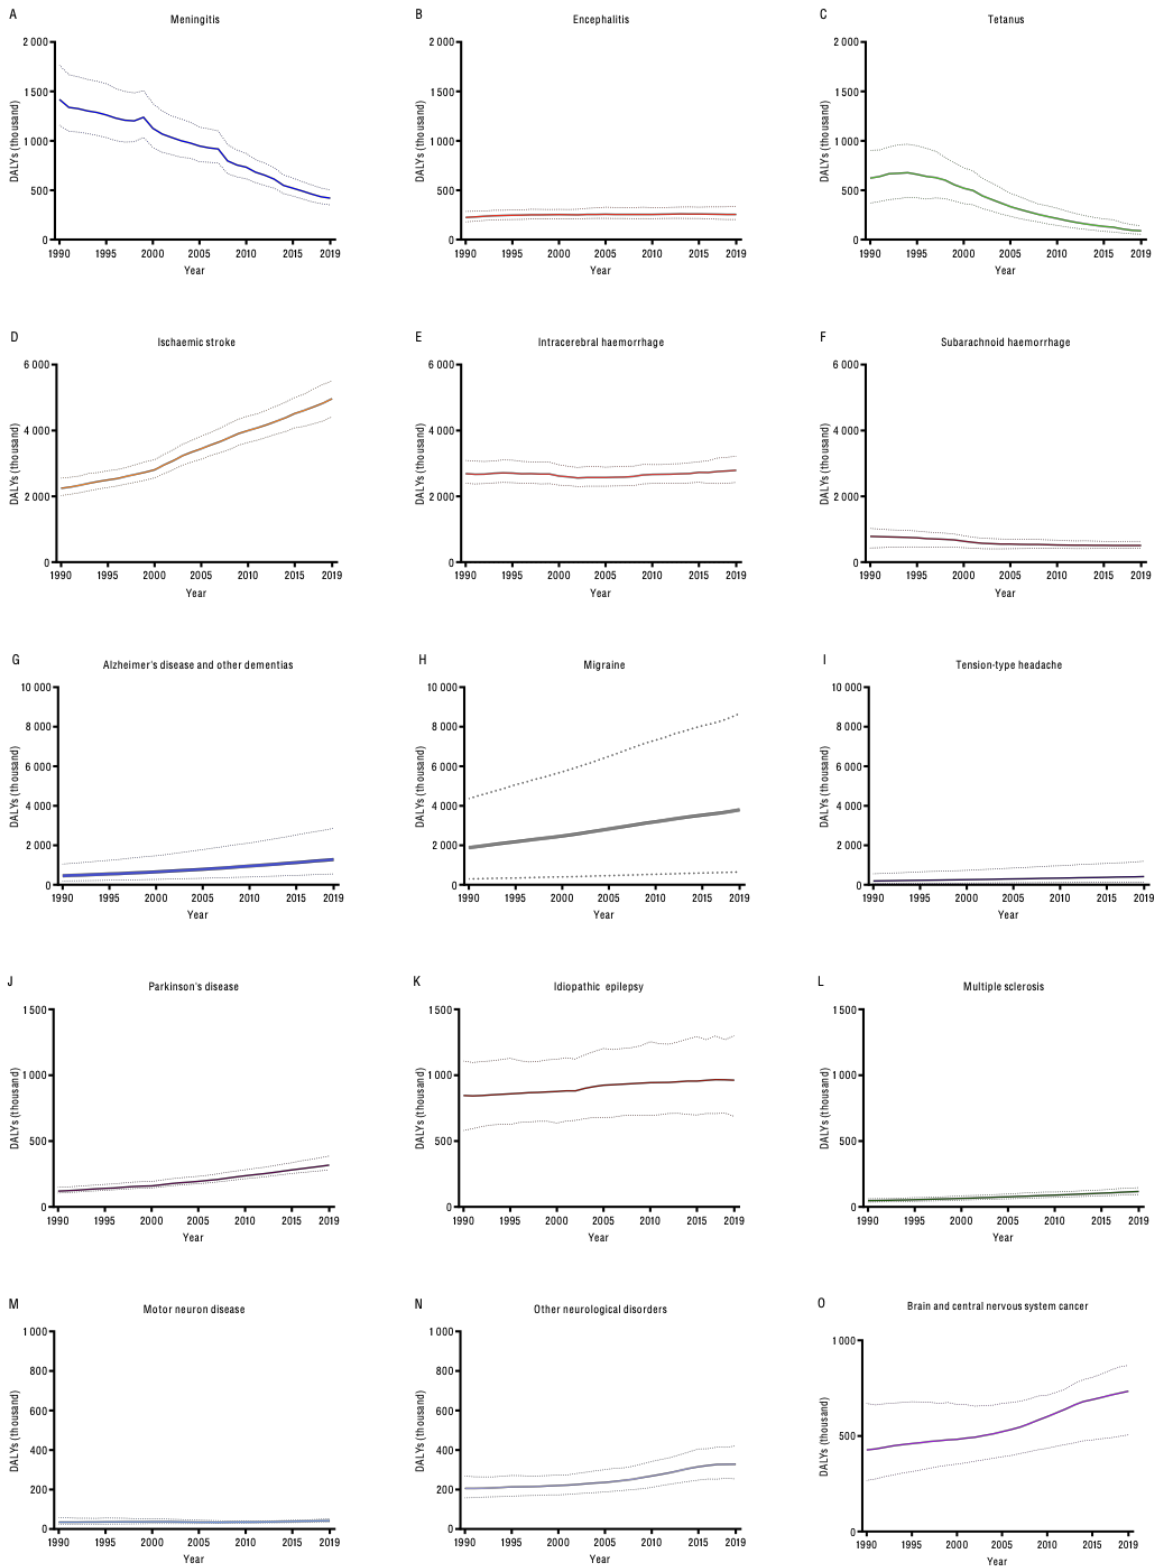 A
Meningitis
2 000
1 500
1 000
500
0
DALYs (thousand)
1990 1995 2000 2005 2010 2015 2019
Year
B
Encephalitis
2 000
1 500
1 000
500
0
DALYs (thousand)
1990 1995 2000 2005 2010 2015 2019
Year
C
Tetanus
2 000
1 500
1 000
500
0
DALYs (thousand)
1990 1995 2000 2005 2010 2015 2019
Year
D
Ischaemic stroke
6 000
4 000
2 000
0
DALYs (thousand)
1990 1995 2000 2005 2010 2015 2019
Year
E
Intracerebral haemorrhage
6 000
4 000
2 000
0
DALYs (thousand)
1990 1995 2000 2005 2010 2015 2019
Year
F
Subarachnoid haemorrhage
6 000
4 000
2 000
0
DALYs (thousand)
1990 1995 2000 2005 2010 2015 2019
Year
G
Alzheimer's disease and other dementias
10 000
8 000
6 000
4 000
2 000
0
DALYs (thousand)
1990 1995 2000 2005 2010 2015 2019
Year
H
Migraine
10 000
8 000
6 000
4 000
2 000
0
DALYs (thousand)
1990 1995 2000 2005 2010 2015 2019
Year
I
Tension-type headache
10 000
8 000
6 000
4 000
2 000
0
DALYs (thousand)
1990 1995 2000 2005 2010 2015 2019
Year
J
Parkinson's disease
1 500
1 000
500
0
DALYs (thousand)
1990 1995 2000 2005 2010 2015 2019
Year
K
Idiopathic epilepsy
1 500
1 000
500
0
DALYs (thousand)
1990 1995 2000 2005 2010 2015 2019
Year
L
Multiple sclerosis
1 500
1 000
500
0
DALYs (thousand)
1990 1995 2000 2005 2010 2015 2019
Year
M
Motor neuron disease
1 000
800
600
400
200
0
DALYs (thousand)
1990 1995 2000 2005 2010 2015 2019
Year
N
Other neurological disorders
1 000
800
600
400
200
0
DALYs (thousand)
1990 1995 2000 2005 2010 2015 2019
Year
O
Brain and central nervous system cancer
1 000
500
0
DALYs (thousand)
1990 1995 2000 2005 2010 2015 2019
Year